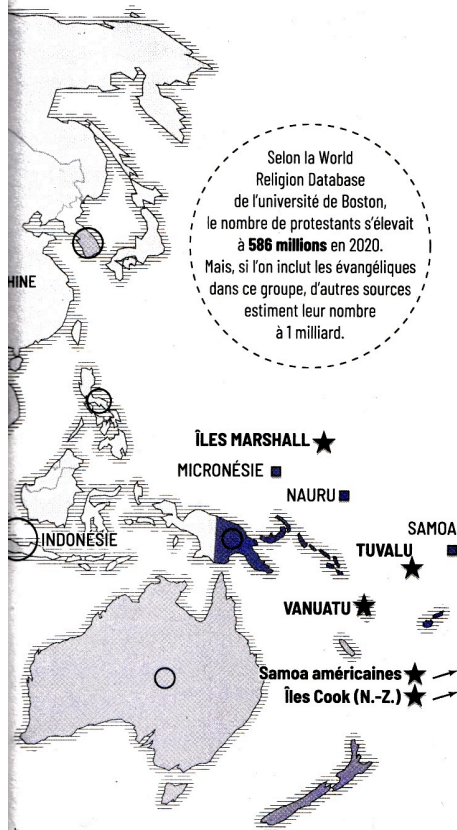 Selon la World
Religion Database
de l'université de Boston,
le nombre de protestants s'élevait
à 586 millions en 2020.
Mais, si l'on inclut les évangéliques
dans ce groupe, d'autres sources
estiment leur nombre
à 1 milliard.
HINE
ÎLES MARSHALL
MICRONÉSIE
NAURU
INDONÉSIE
SAMOA
TUVALU
VANUATU
Samoa américaines
Îles Cook (N.-Z.)